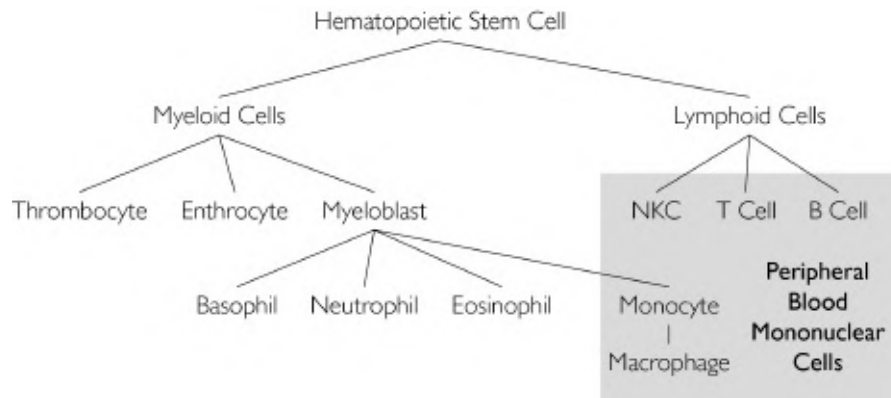 Hematopoietic Stem Cell
Myeloid Cells Lymphoid Cells
Thrombocyte Enthrocyte Myeloblast NKC T Cell B Cell
Basophil Neutrophil Eosinophil Monocyte
Macrophage
Peripheral
Blood
Mononuclear
Cells